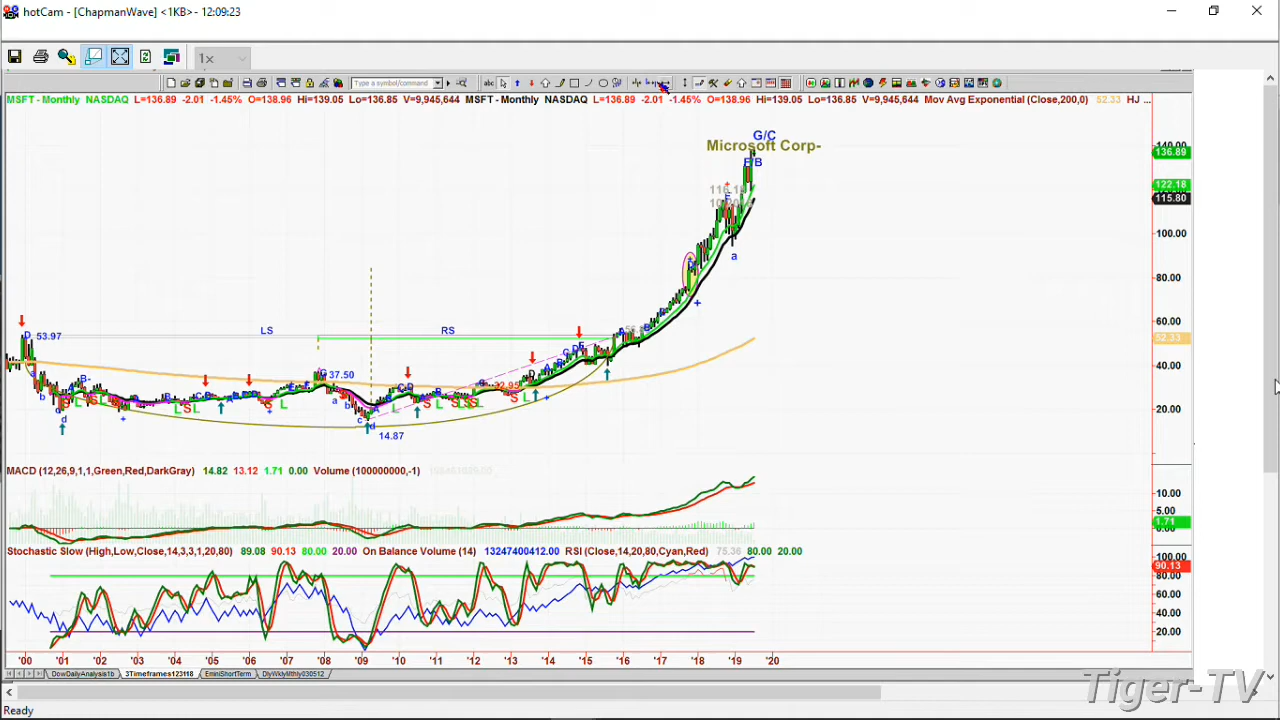 hotCam - [ChapmanWave] <1KB> - 12:09:23
1x
Type a symbol/command
abc
MSFT - Monthly NASDAQ L=136.89 -2.01 -1.45% O=138.96 Hi=139.05 Lo=136.85 V=9,945,644 MSFT - Monthly NASDAQ L=136.89 -2.01 -1.45% O=138.96 Hi=139.05 Lo=136.85 V=9,945,644 Mov Avg Exponential (Close,200,0) 52.33 HJ ...
G/C
Microsoft Corp-
140.00
136.89
122.18
115.80
100.00
a
80.00
60.00
53.97
LS
RS
52.33
40.00
37.50
20.00
14.87
MACD (12,26,9,1,1,Green,Red,DarkGray) 14.82 13.12 1.71 0.00 Volume (100000000,-1)
10.00
5.00
1.71
Stochastic Slow (High,Low,Close,14,3,3,1,20,80) 89.08 90.13 80.00 20.00 On Balance Volume (14) 13247400412.00 RSI (Close,14,20,80,Cyan,Red) 75.36 80.00 20.00
100.00
90.13
80.00
60.00
40.00
20.00
'00 '01 '02 '03 '04 '05 '06 '07 '08 '09 '10 '11 '12 '13 '14 '15 '16 '17 '18 '19 '20
DowDailyAnalysis1b 3Timeframes123118 EminiShortTerm DlyWklyMthly030512
Tiger-TV
Ready